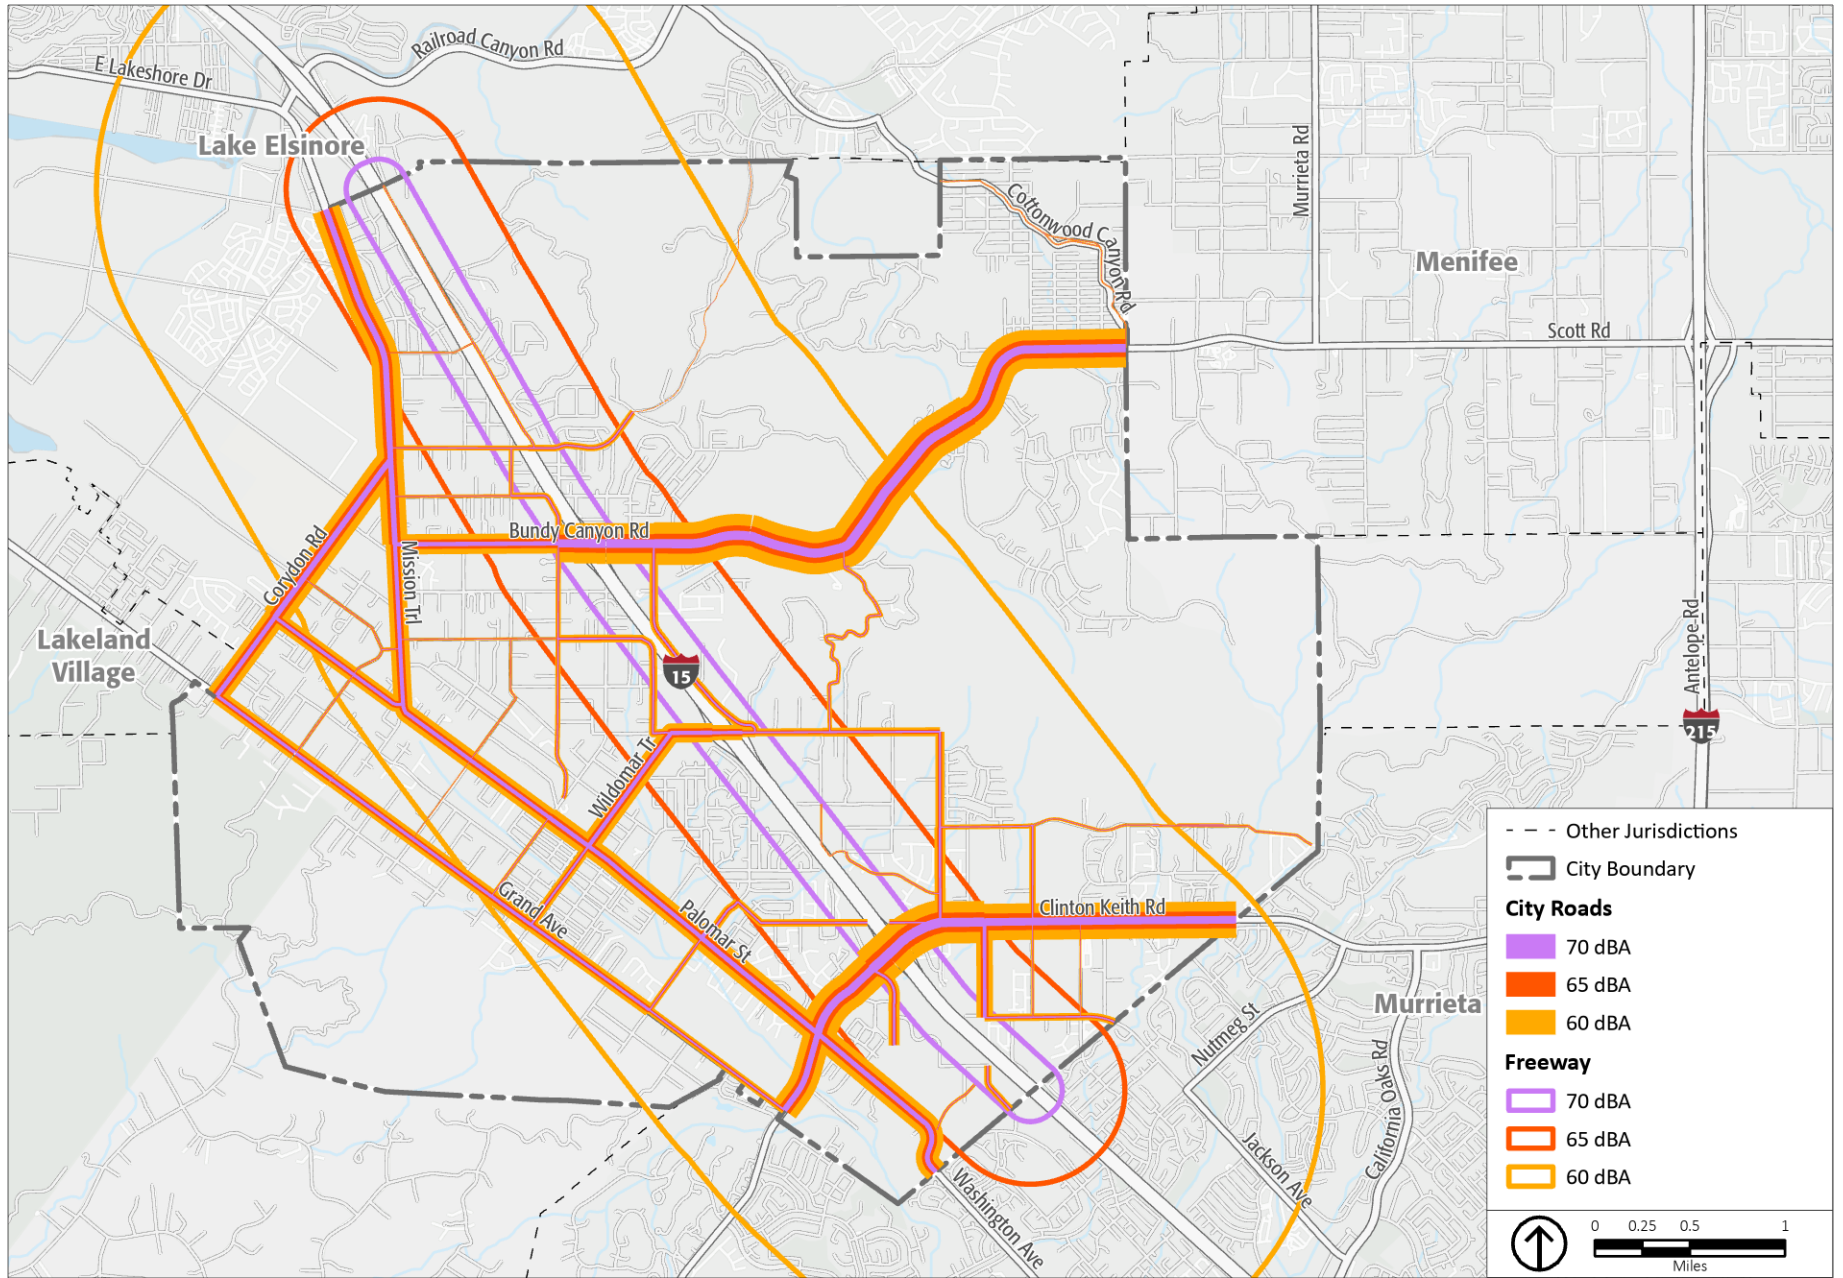 Railroad Canyon Rd
E Lakeshore Dr
Lake Elsinore
Murrieta Rd
Cottonwood Canyon Rd
Menifee
Scott Rd
Bundy Canyon Rd
Corydon Rd
Mission Trl
Lakeland
Village
15
Antelope Rd
215
Wildomar Tr
Grand Ave
Palomar St
Clinton Keith Rd
Murrieta
Nutmeg St
California Oaks Rd
Jackson Ave
Washington Ave
Other Jurisdictions
City Boundary
City Roads
70 dBA
65 dBA
60 dBA
Freeway
70 dBA
65 dBA
60 dBA
0 0.25 0.5 1
Miles